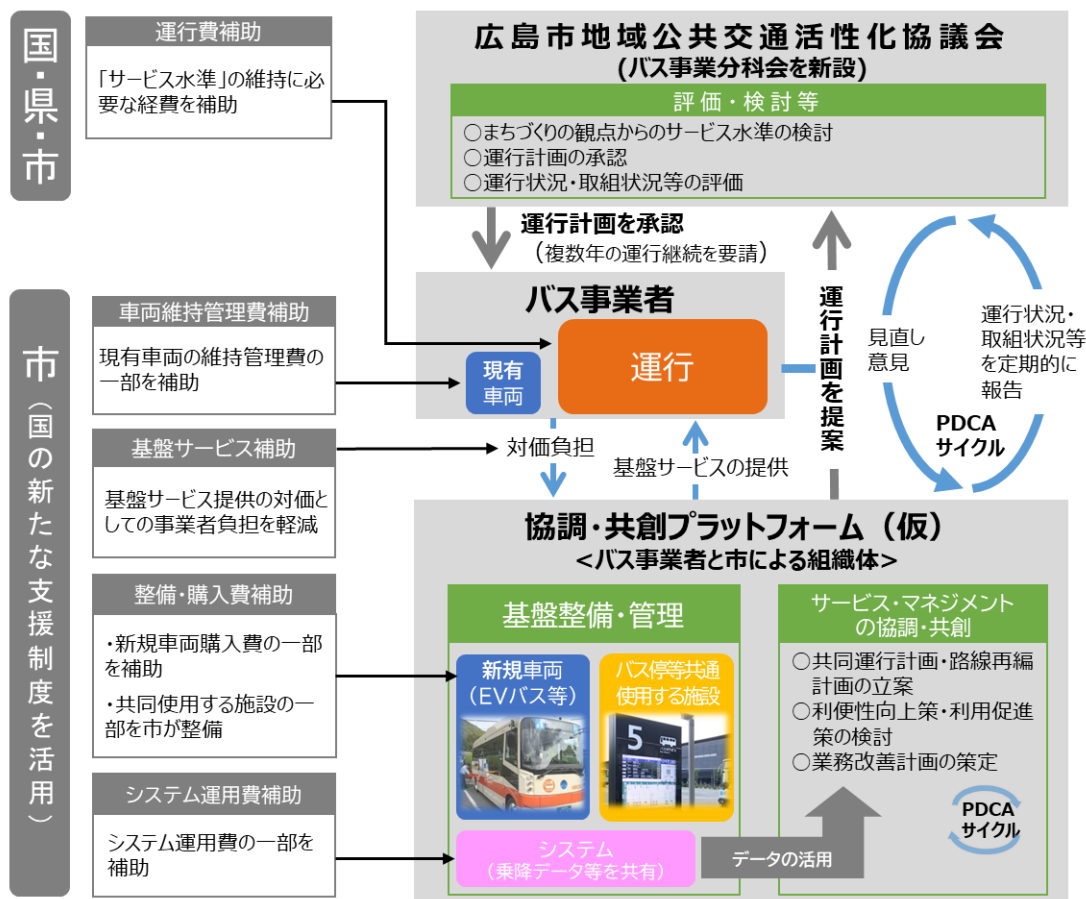 国・県・市
運行費補助
「サービス水準」の維持に必
要な経費を補助
広島市地域公共交通活性化協議会
(バス事業分科会を新設)
評価・検討等
○まちづくりの観点からのサービス水準の検討
○運行計画の承認
○運行状況・取組状況等の評価
運行計画を承認
（複数年の運行継続を要請）
市（国の新たな支援制度を活用）
車両維持管理費補助
現有車両の維持管理費の
一部を補助
バス事業者
現有
車両
運行
運行計画を提案
見直し
意見
運行状況・
取組状況等
を定期的に
報告
PDCA
サイクル
基盤サービス補助
基盤サービス提供の対価と
しての事業者負担を軽減
対価負担
基盤サービスの提供
協調・共創プラットフォーム（仮）
<バス事業者と市による組織体>
整備・購入費補助
・新規車両購入費の一部
を補助
・共同使用する施設の一
部を市が整備
基盤整備・管理
新規車両
（EVバス等）
バス停等共通
使用する施設
5
サービス・マネジメント
の協調・共創
○共同運行計画・路線再編
計画の立案
○利便性向上策・利用促進
策の検討
○業務改善計画の策定
PDCA
サイクル
システム運用費補助
システム運用費の一部を
補助
システム
（乗降データ等を共有）
データの活用